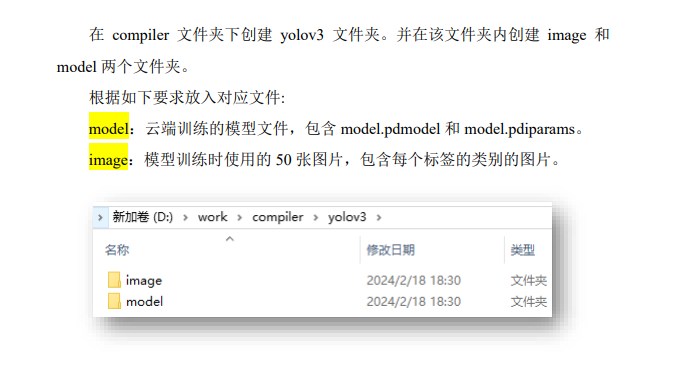 在 compiler 文件夹下创建 yolov3 文件夹。并在该文件夹内创建 image 和
model 两个文件夹。
根据如下要求放入对应文件:
model：云端训练的模型文件，包含 model.pdmodel 和 model.pdiparams。
image：模型训练时使用的 50 张图片，包含每个标签的类别的图片。
新加卷 (D:) › work › compiler › yolov3 ›
名称 修改日期 类型
image 2024/2/18 18:30 文件夹
model 2024/2/18 18:30 文件夹